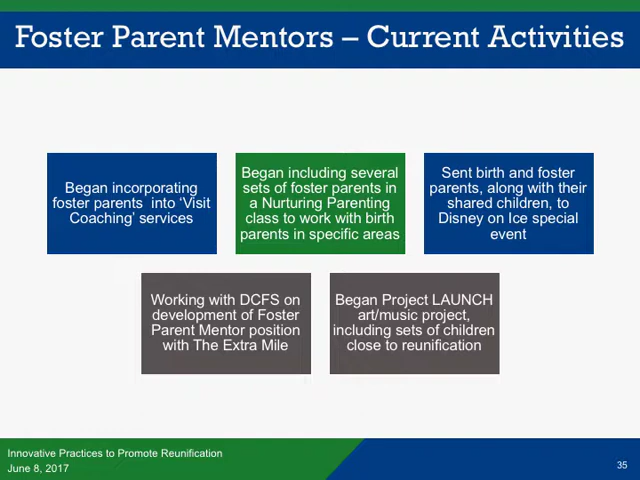 Foster Parent Mentors – Current Activities
Began incorporating
foster parents into ‘Visit
Coaching’ services
Began including several
sets of foster parents in
a Nurturing Parenting
class to work with birth
parents in specific areas
Sent birth and foster
parents, along with their
shared children, to
Disney on Ice special
event
Working with DCFS on
development of Foster
Parent Mentor position
with The Extra Mile
Began Project LAUNCH
art/music project,
including sets of children
close to reunification
Innovative Practices to Promote Reunification
June 8, 2017
35